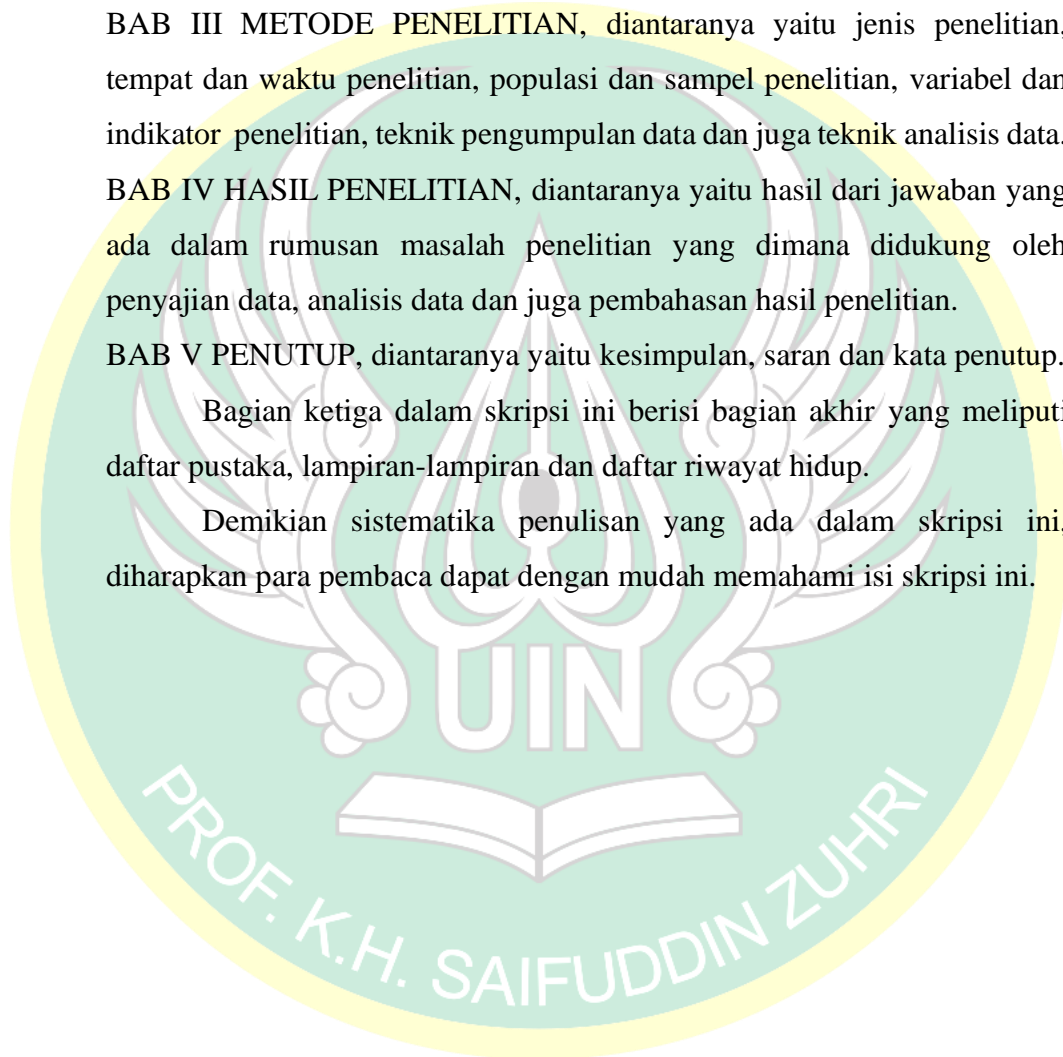 BAB III METODE PENELITIAN, diantaranya yaitu jenis penelitian,
tempat dan waktu penelitian, populasi dan sampel penelitian, variabel dan
indikator penelitian, teknik pengumpulan data dan juga teknik analisis data.
BAB IV HASIL PENELITIAN, diantaranya yaitu hasil dari jawaban yang
ada dalam rumusan masalah penelitian yang dimana didukung oleh
penyajian data, analisis data dan juga pembahasan hasil penelitian.
BAB V PENUTUP, diantaranya yaitu kesimpulan, saran dan kata penutup.
Bagian ketiga dalam skripsi ini berisi bagian akhir yang meliputi
daftar pustaka, lampiran-lampiran dan daftar riwayat hidup.
Demikian sistematika penulisan yang ada dalam skripsi ini,
diharapkan para pembaca dapat dengan mudah memahami isi skripsi ini.
UIN
PROF. K.H. SAIFUDDIN ZUHRI